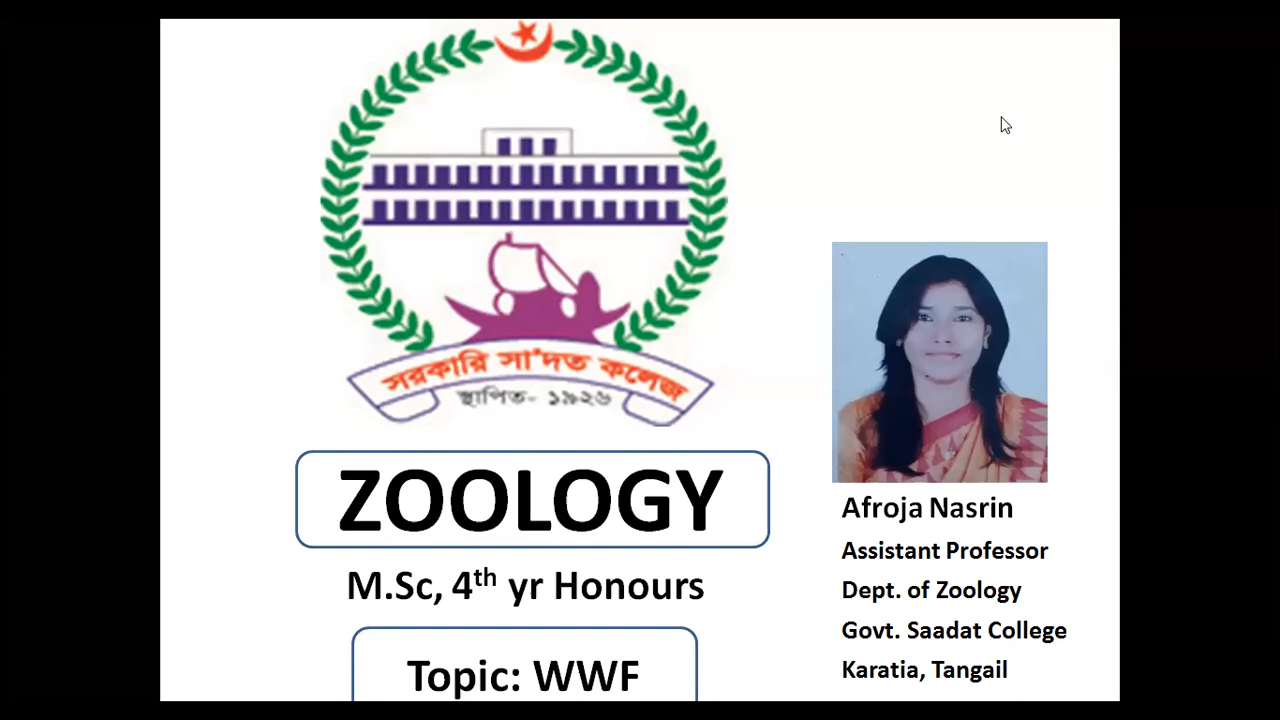 সরকারি সা'দত কলেজ
স্থাপিত- ১৯২৬
ZOOLOGY
M.Sc, 4th yr Honours
Topic: WWF
Afroja Nasrin
Assistant Professor
Dept. of Zoology
Govt. Saadat College
Karatia, Tangail